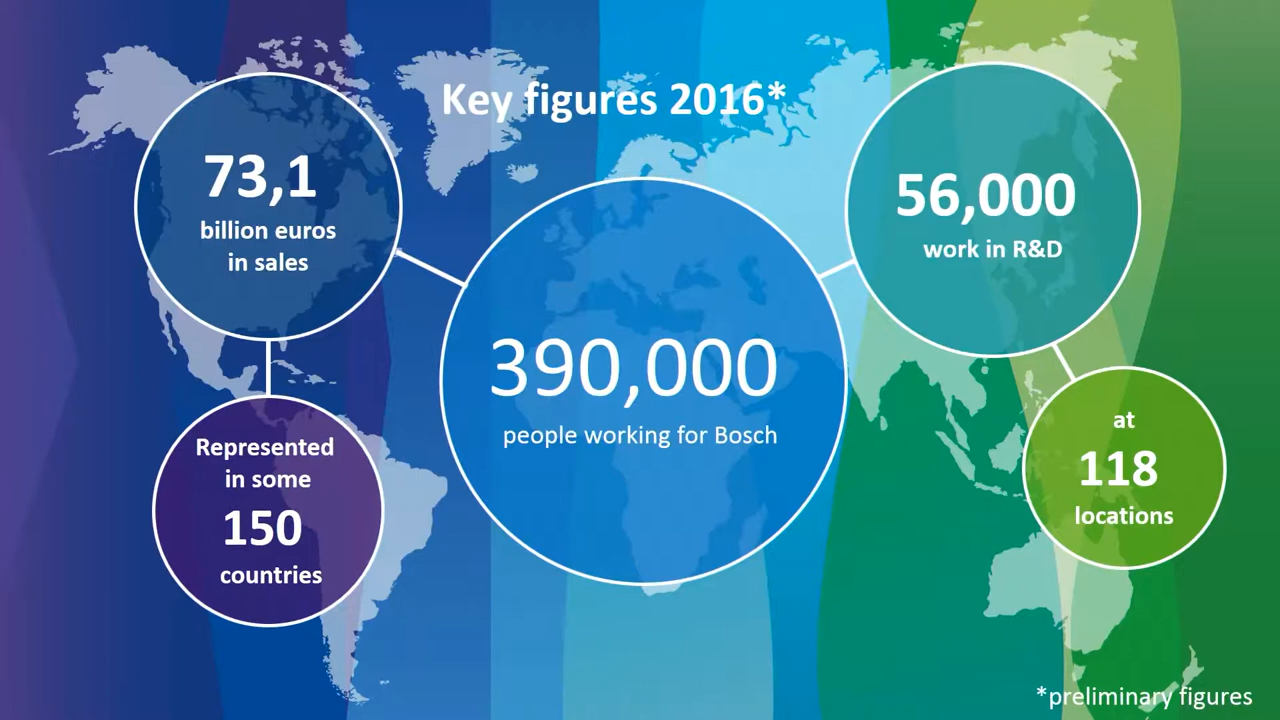 Key figures 2016*
73,1
billion euros
in sales
Represented
in some
150
countries
390,000
people working for Bosch
56,000
work in R&D
at
118
locations
*preliminary figures